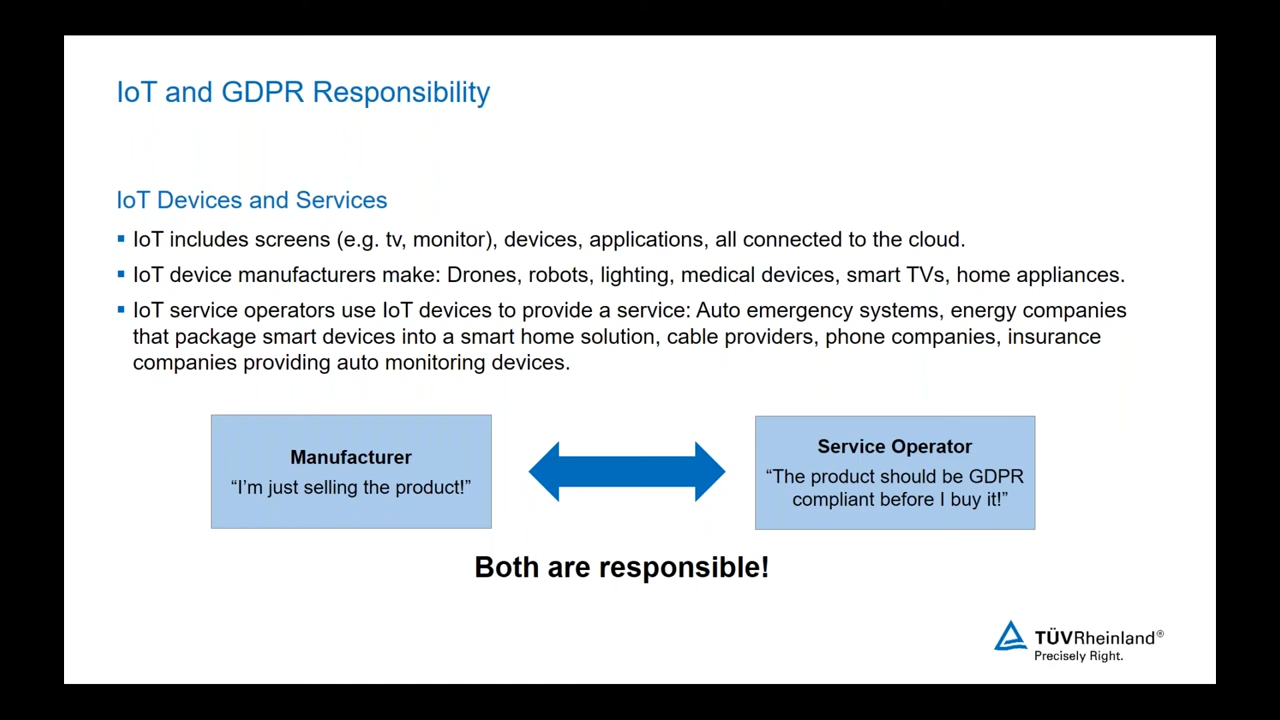 IoT and GDPR Responsibility
IoT Devices and Services
▪ IoT includes screens (e.g. tv, monitor), devices, applications, all connected to the cloud.
▪ IoT device manufacturers make: Drones, robots, lighting, medical devices, smart TVs, home appliances.
▪ IoT service operators use IoT devices to provide a service: Auto emergency systems, energy companies
that package smart devices into a smart home solution, cable providers, phone companies, insurance
companies providing auto monitoring devices.
Manufacturer
“I’m just selling the product!”
Service Operator
“The product should be GDPR
compliant before I buy it!”
Both are responsible!
TÜVRheinland®
Precisely Right.